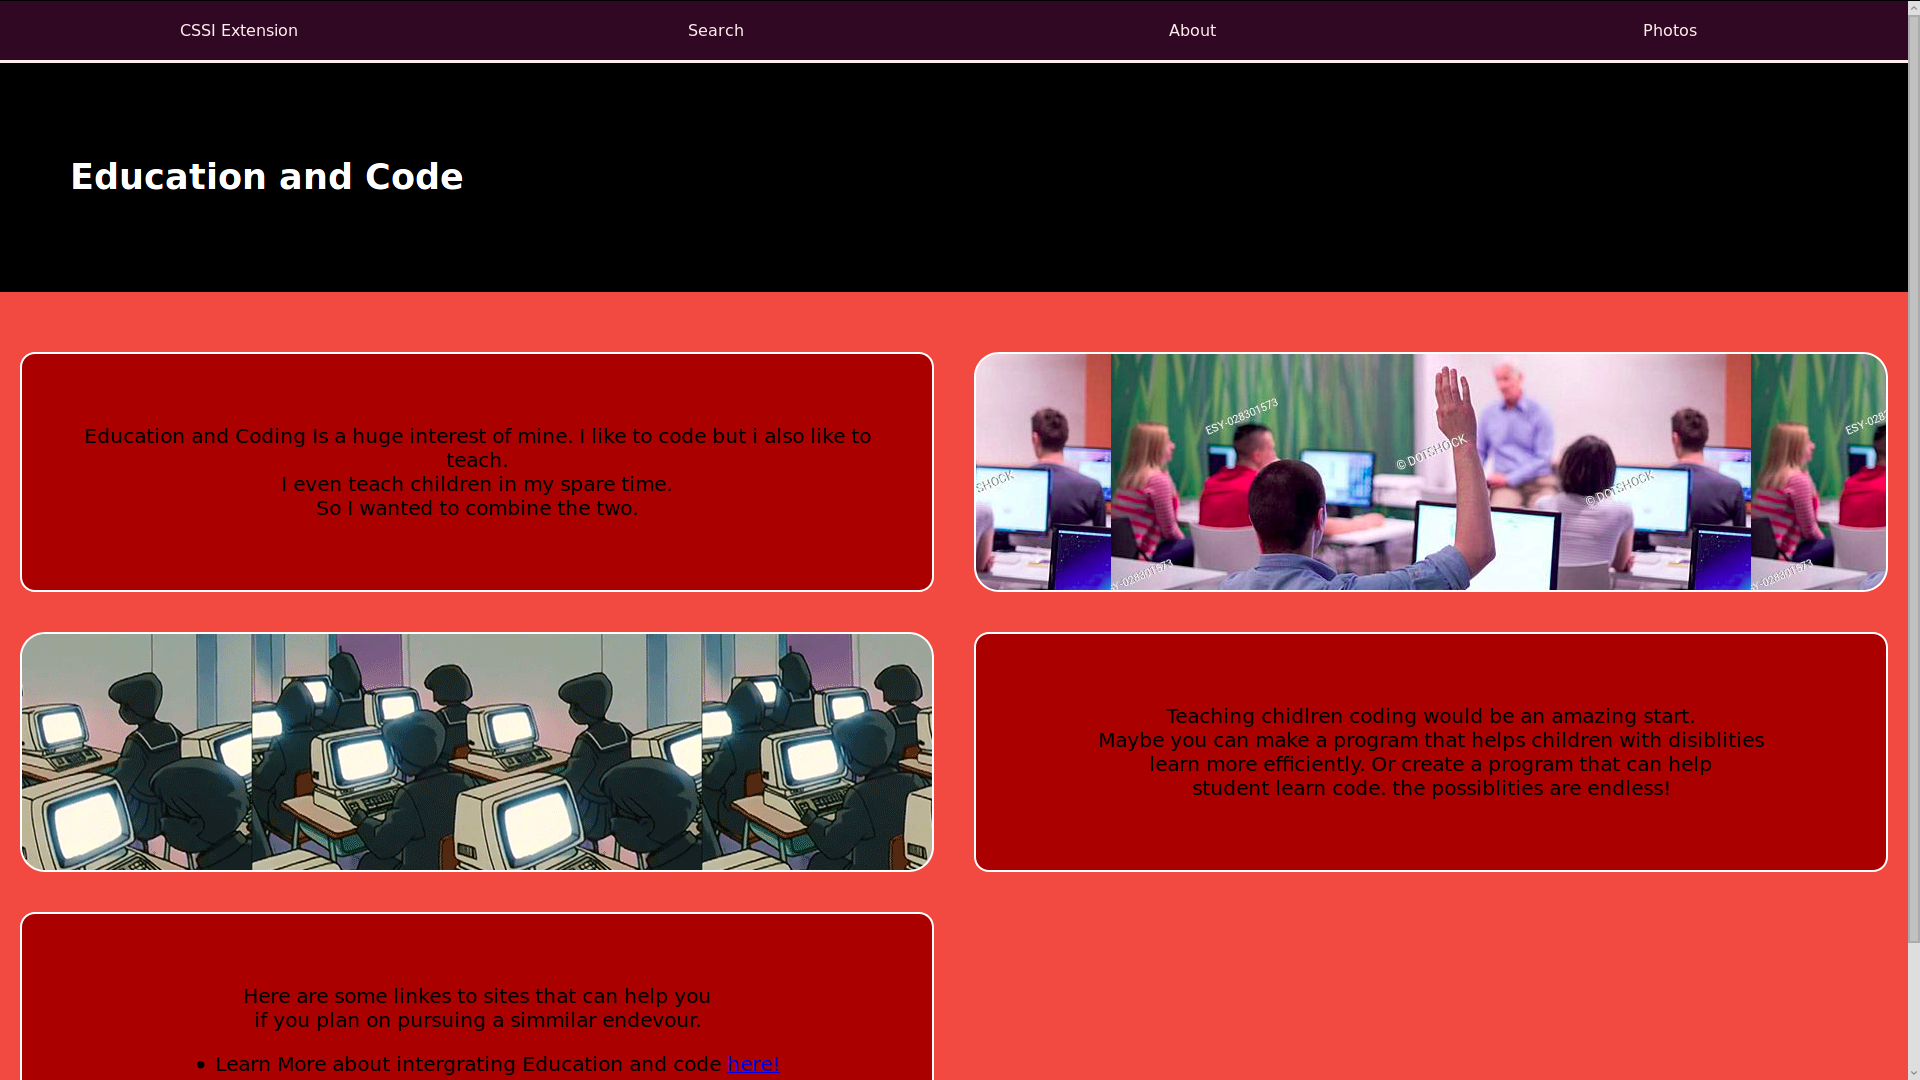 CSSI Extension Search About Photos
Education and Code
Education and Coding is a huge interest of mine. I like to code but i also like to
teach.
I even teach children in my spare time.
So I wanted to combine the two.
ESY-028301573
ESY-028
© DOTSHOCK
SHOCK
© DOTSHOCK
Y-028301573
Y-028301573
Teaching chidlren coding would be an amazing start.
Maybe you can make a program that helps children with disiblities
learn more efficiently. Or create a program that can help
student learn code. the possiblities are endless!
Here are some linkes to sites that can help you
if you plan on pursuing a simmilar endevour.
• Learn More about intergrating Education and code here!